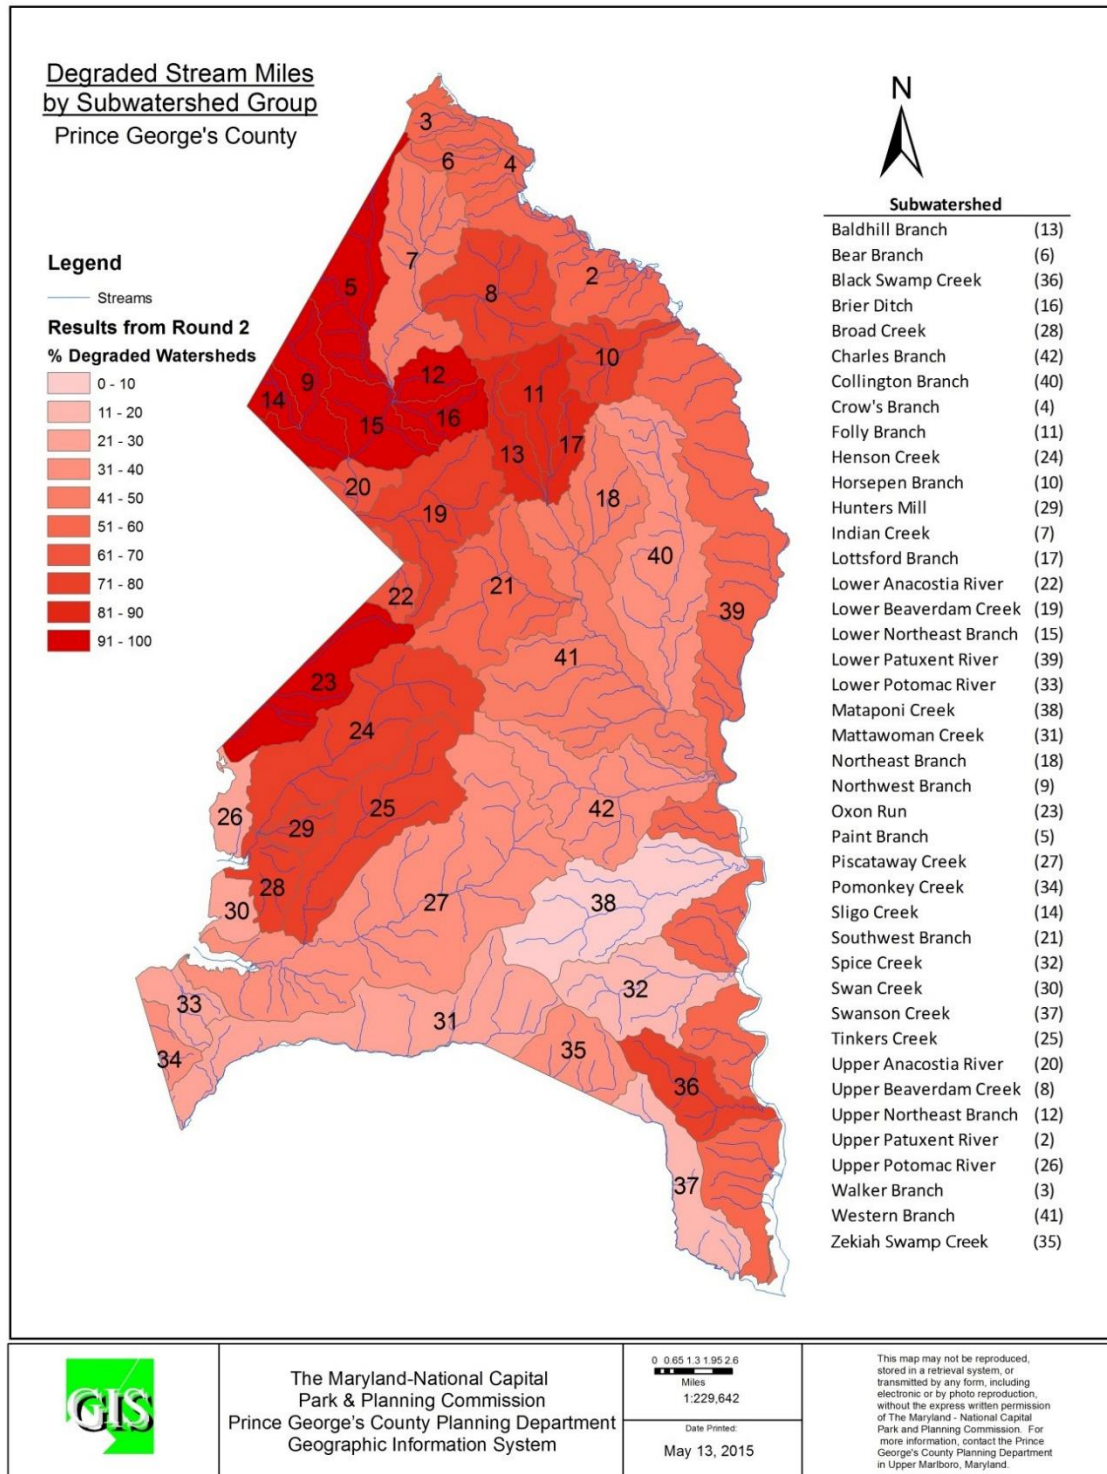 Degraded Stream Miles
by Subwatershed Group
Prince George's County
N
Legend
Streams
Results from Round 2
% Degraded Watersheds
0 - 10
11 - 20
21 - 30
31 - 40
41 - 50
51 - 60
61 - 70
71 - 80
81 - 90
91 - 100
3
6
4
7
5
2
8
10
12
9
11
14
16
15
17
13
20
18
19
40
22
21
39
41
23
24
25
42
26
29
28
38
27
30
32
33
31
35
34
36
37
Subwatershed
Baldhill Branch (13)
Bear Branch (6)
Black Swamp Creek (36)
Brier Ditch (16)
Broad Creek (28)
Charles Branch (42)
Collington Branch (40)
Crow's Branch (4)
Folly Branch (11)
Henson Creek (24)
Horsepen Branch (10)
Hunters Mill (29)
Indian Creek (7)
Lottsford Branch (17)
Lower Anacostia River (22)
Lower Beaverdam Creek (19)
Lower Northeast Branch (15)
Lower Patuxent River (39)
Lower Potomac River (33)
Mataponi Creek (38)
Mattawoman Creek (31)
Northeast Branch (18)
Northwest Branch (9)
Oxon Run (23)
Paint Branch (5)
Piscataway Creek (27)
Pomonkey Creek (34)
Sligo Creek (14)
Southwest Branch (21)
Spice Creek (32)
Swan Creek (30)
Swanson Creek (37)
Tinkers Creek (25)
Upper Anacostia River (20)
Upper Beaverdam Creek (8)
Upper Northeast Branch (12)
Upper Patuxent River (2)
Upper Potomac River (26)
Walker Branch (3)
Western Branch (41)
Zekiah Swamp Creek (35)
GIS
The Maryland-National Capital
Park & Planning Commission
Prince George's County Planning Department
Geographic Information System
0 0.65 1.3 1.95 2.6
Miles
1:229,642
Date Printed:
May 13, 2015
This map may not be reproduced,
stored in a retrieval system, or
transmitted by any form, including
electronic or by photo reproduction,
without the express written permission
of The Maryland - National Capital
Park and Planning Commission. For
more information, contact the Prince
George's County Planning Department
in Upper Marlboro, Maryland.